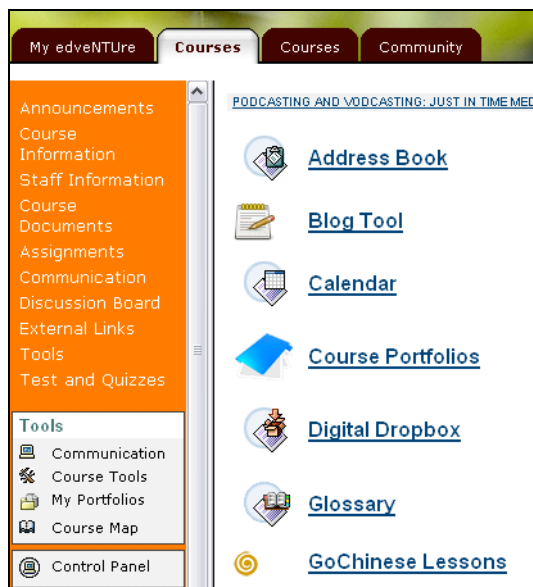 My edveNTUre Courses Courses Community
Announcements
Course
Information
Staff Information
Course
Documents
Assignments
Communication
Discussion Board
External Links
Tools
Test and Quizzes
Tools
Communication
Course Tools
My Portfolios
Course Map
Control Panel
PODCASTING AND VODCASTING: JUST IN TIME MED
Address Book
Blog Tool
Calendar
Course Portfolios
Digital Dropbox
Glossary
GoChinese Lessons